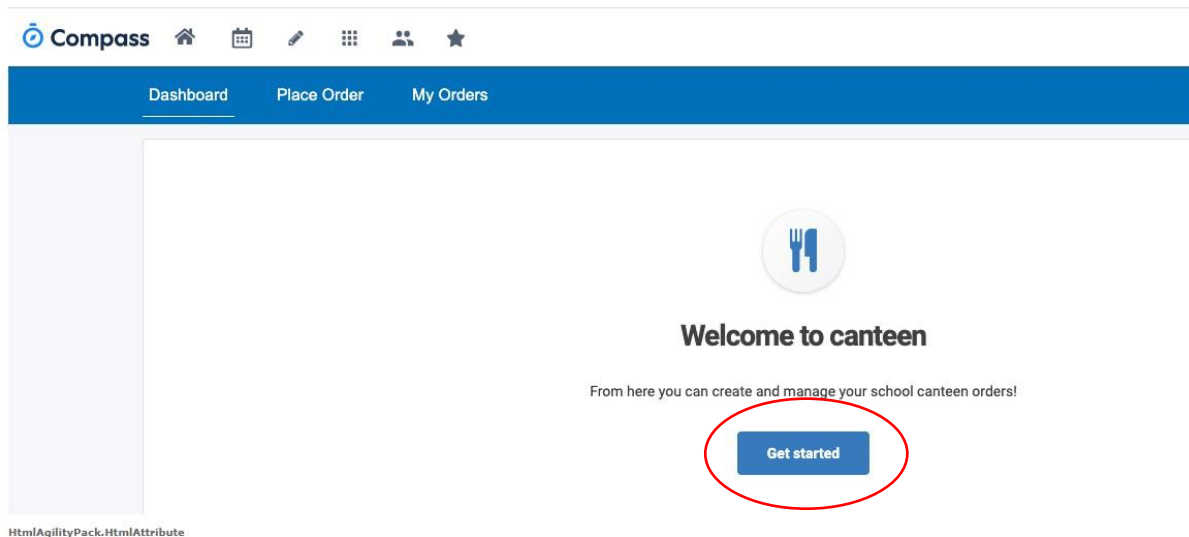 Compass
Dashboard Place Order My Orders
Welcome to canteen
From here you can create and manage your school canteen orders!
Get started
HtmlAgilityPack.HtmlAttribute